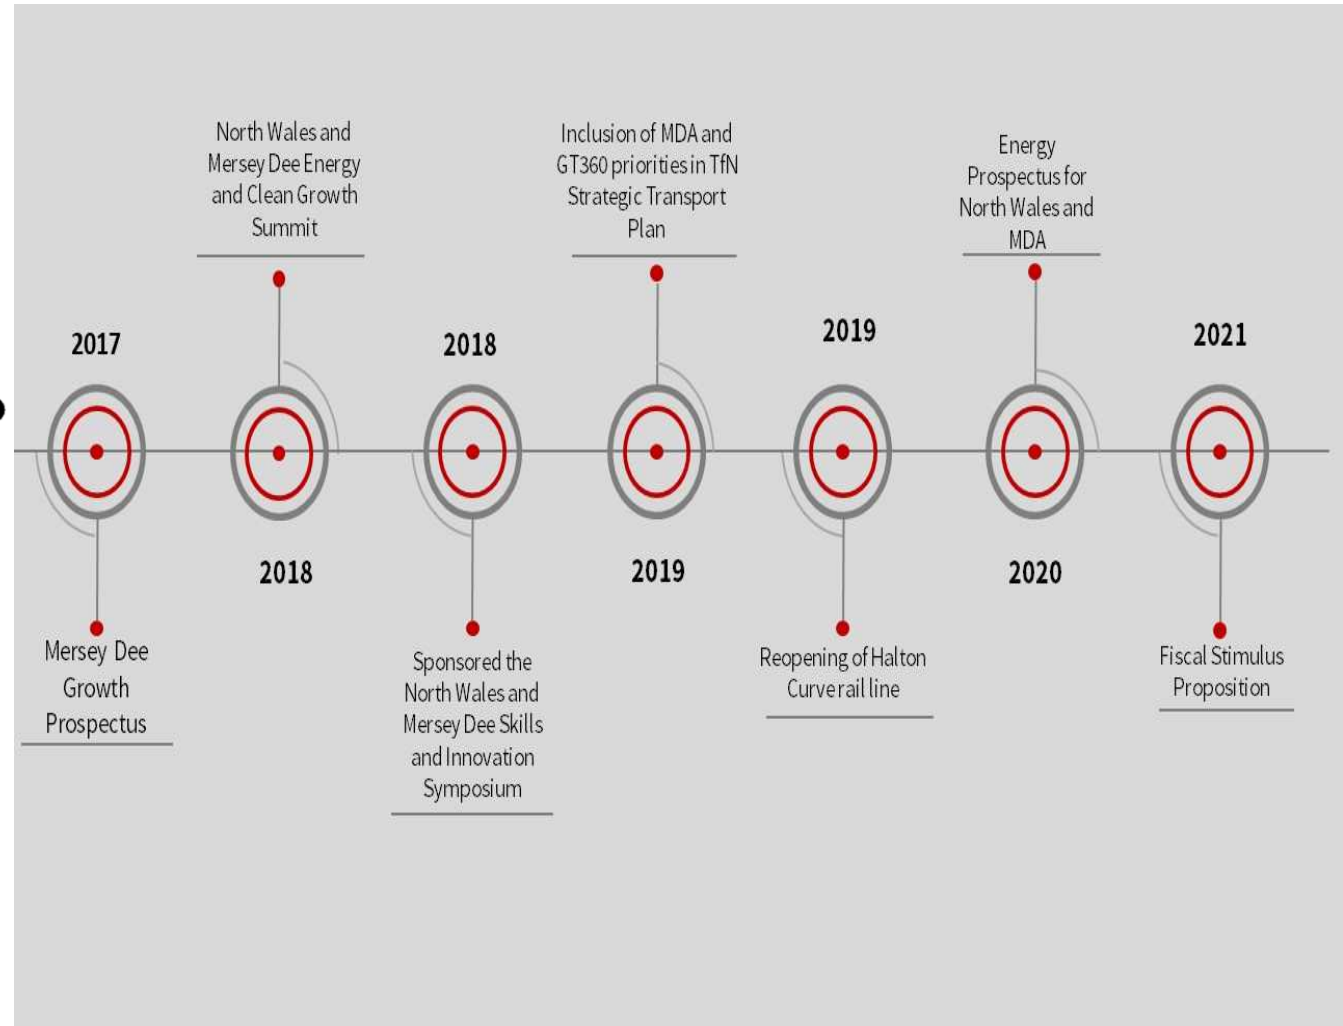 2017
Mersey Dee
Growth
Prospectus
North Wales and
Mersey Dee Energy
and Clean Growth
Summit
2018
2018
Sponsored the
North Wales and
Mersey Dee Skills
and Innovation
Symposium
Inclusion of MDA and
GT360 priorities in TfN
Strategic Transport
Plan
2019
2019
Reopening of Halton
Curve rail line
Energy
Prospectus for
North Wales and
MDA
2020
2021
Fiscal Stimulus
Proposition